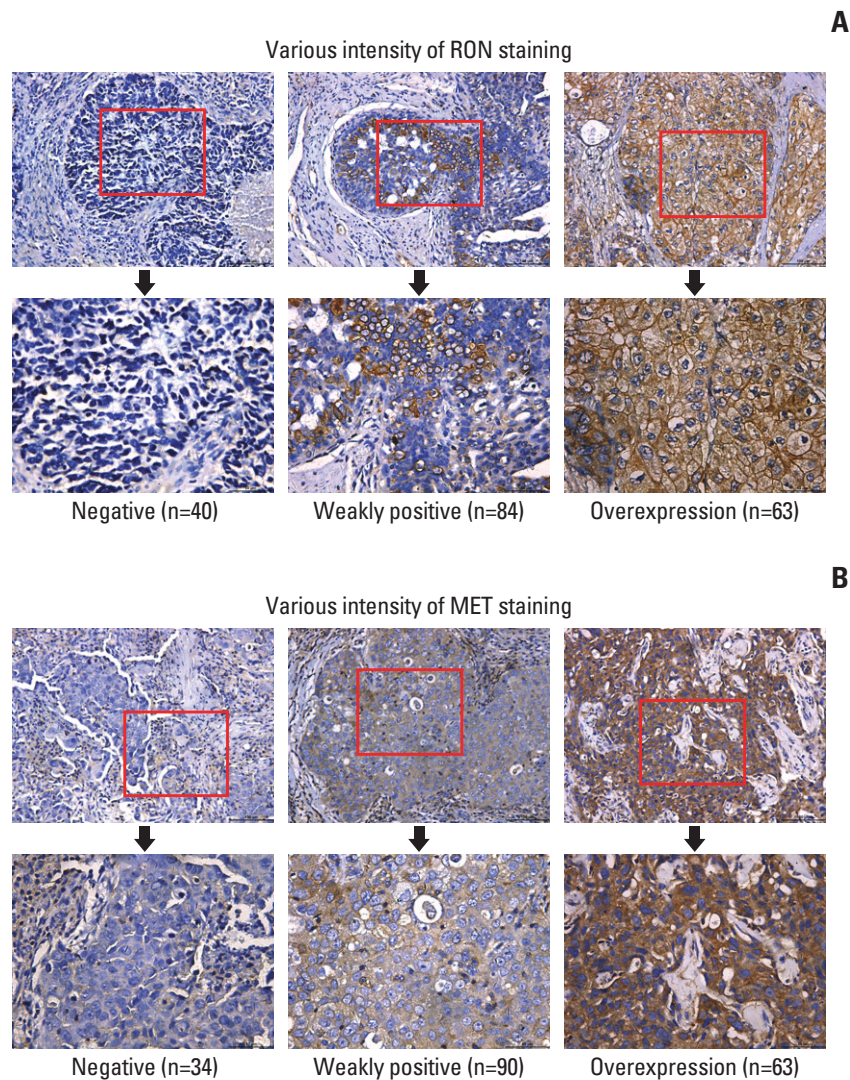 A
Various intensity of RON staining
Negative (n=40)
Weakly positive (n=84)
Overexpression (n=63)
B
Various intensity of MET staining
Negative (n=34)
Weakly positive (n=90)
Overexpression (n=63)